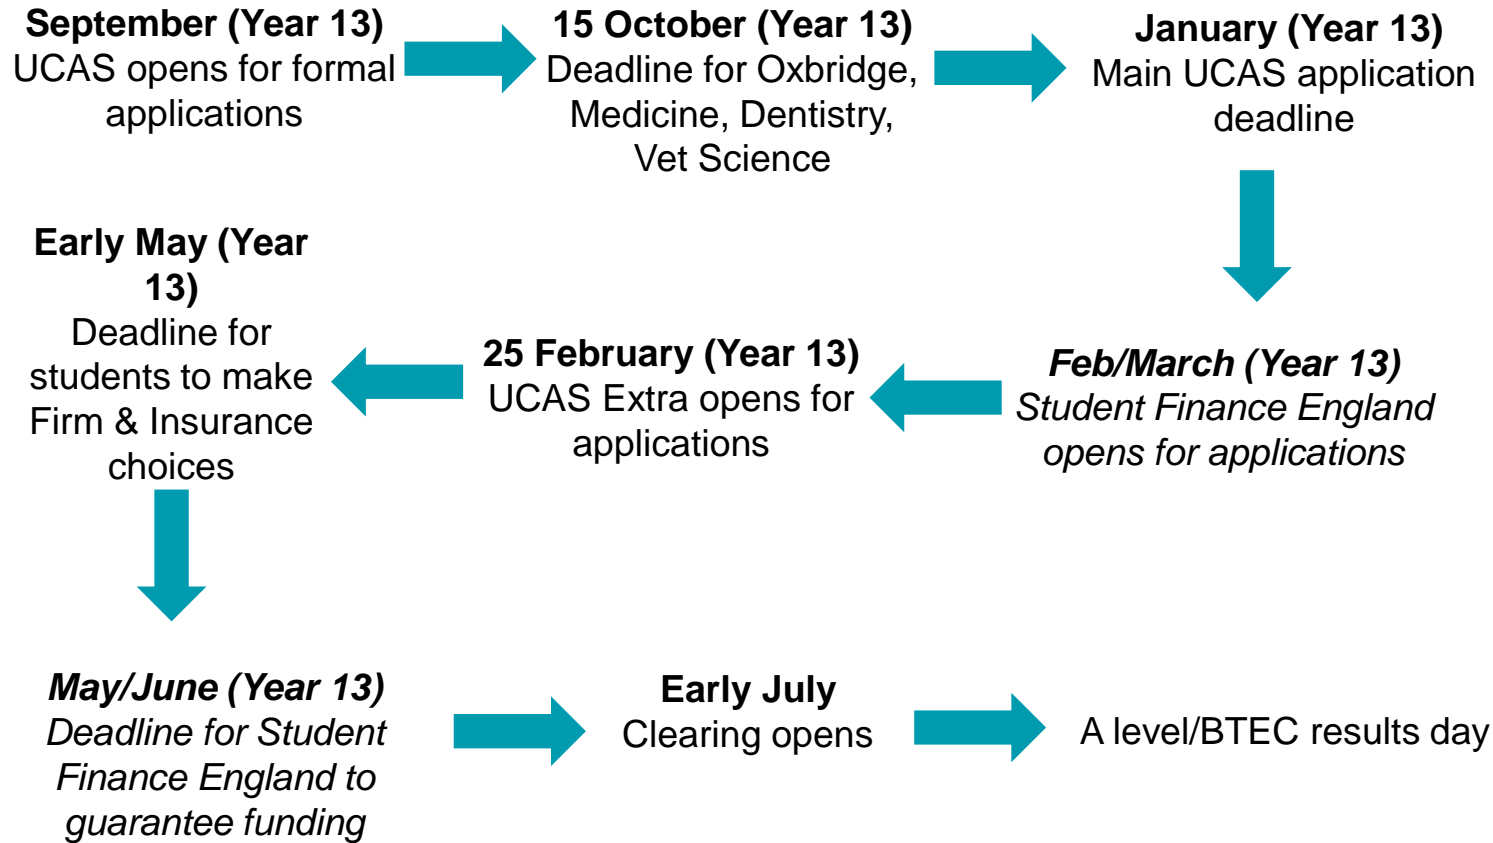 September (Year 13)
UCAS opens for formal
applications
15 October (Year 13)
Deadline for Oxbridge,
Medicine, Dentistry,
Vet Science
January (Year 13)
Main UCAS application
deadline
Feb/March (Year 13)
Student Finance England
opens for applications
25 February (Year 13)
UCAS Extra opens for
applications
Early May (Year
13)
Deadline for
students to make
Firm & Insurance
choices
May/June (Year 13)
Deadline for Student
Finance England to
guarantee funding
Early July
Clearing opens
A level/BTEC results day